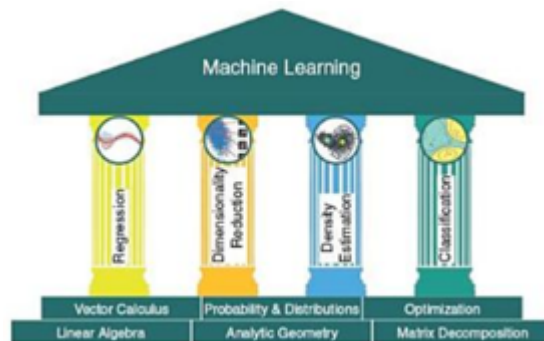 Machine Learning
Regression
Dimensionality
Reduction
Density
Estimation
Classification
Vector Calculus
Probability & Distributions
Optimization
Linear Algebra
Analytic Geometry
Matrix Decomposition